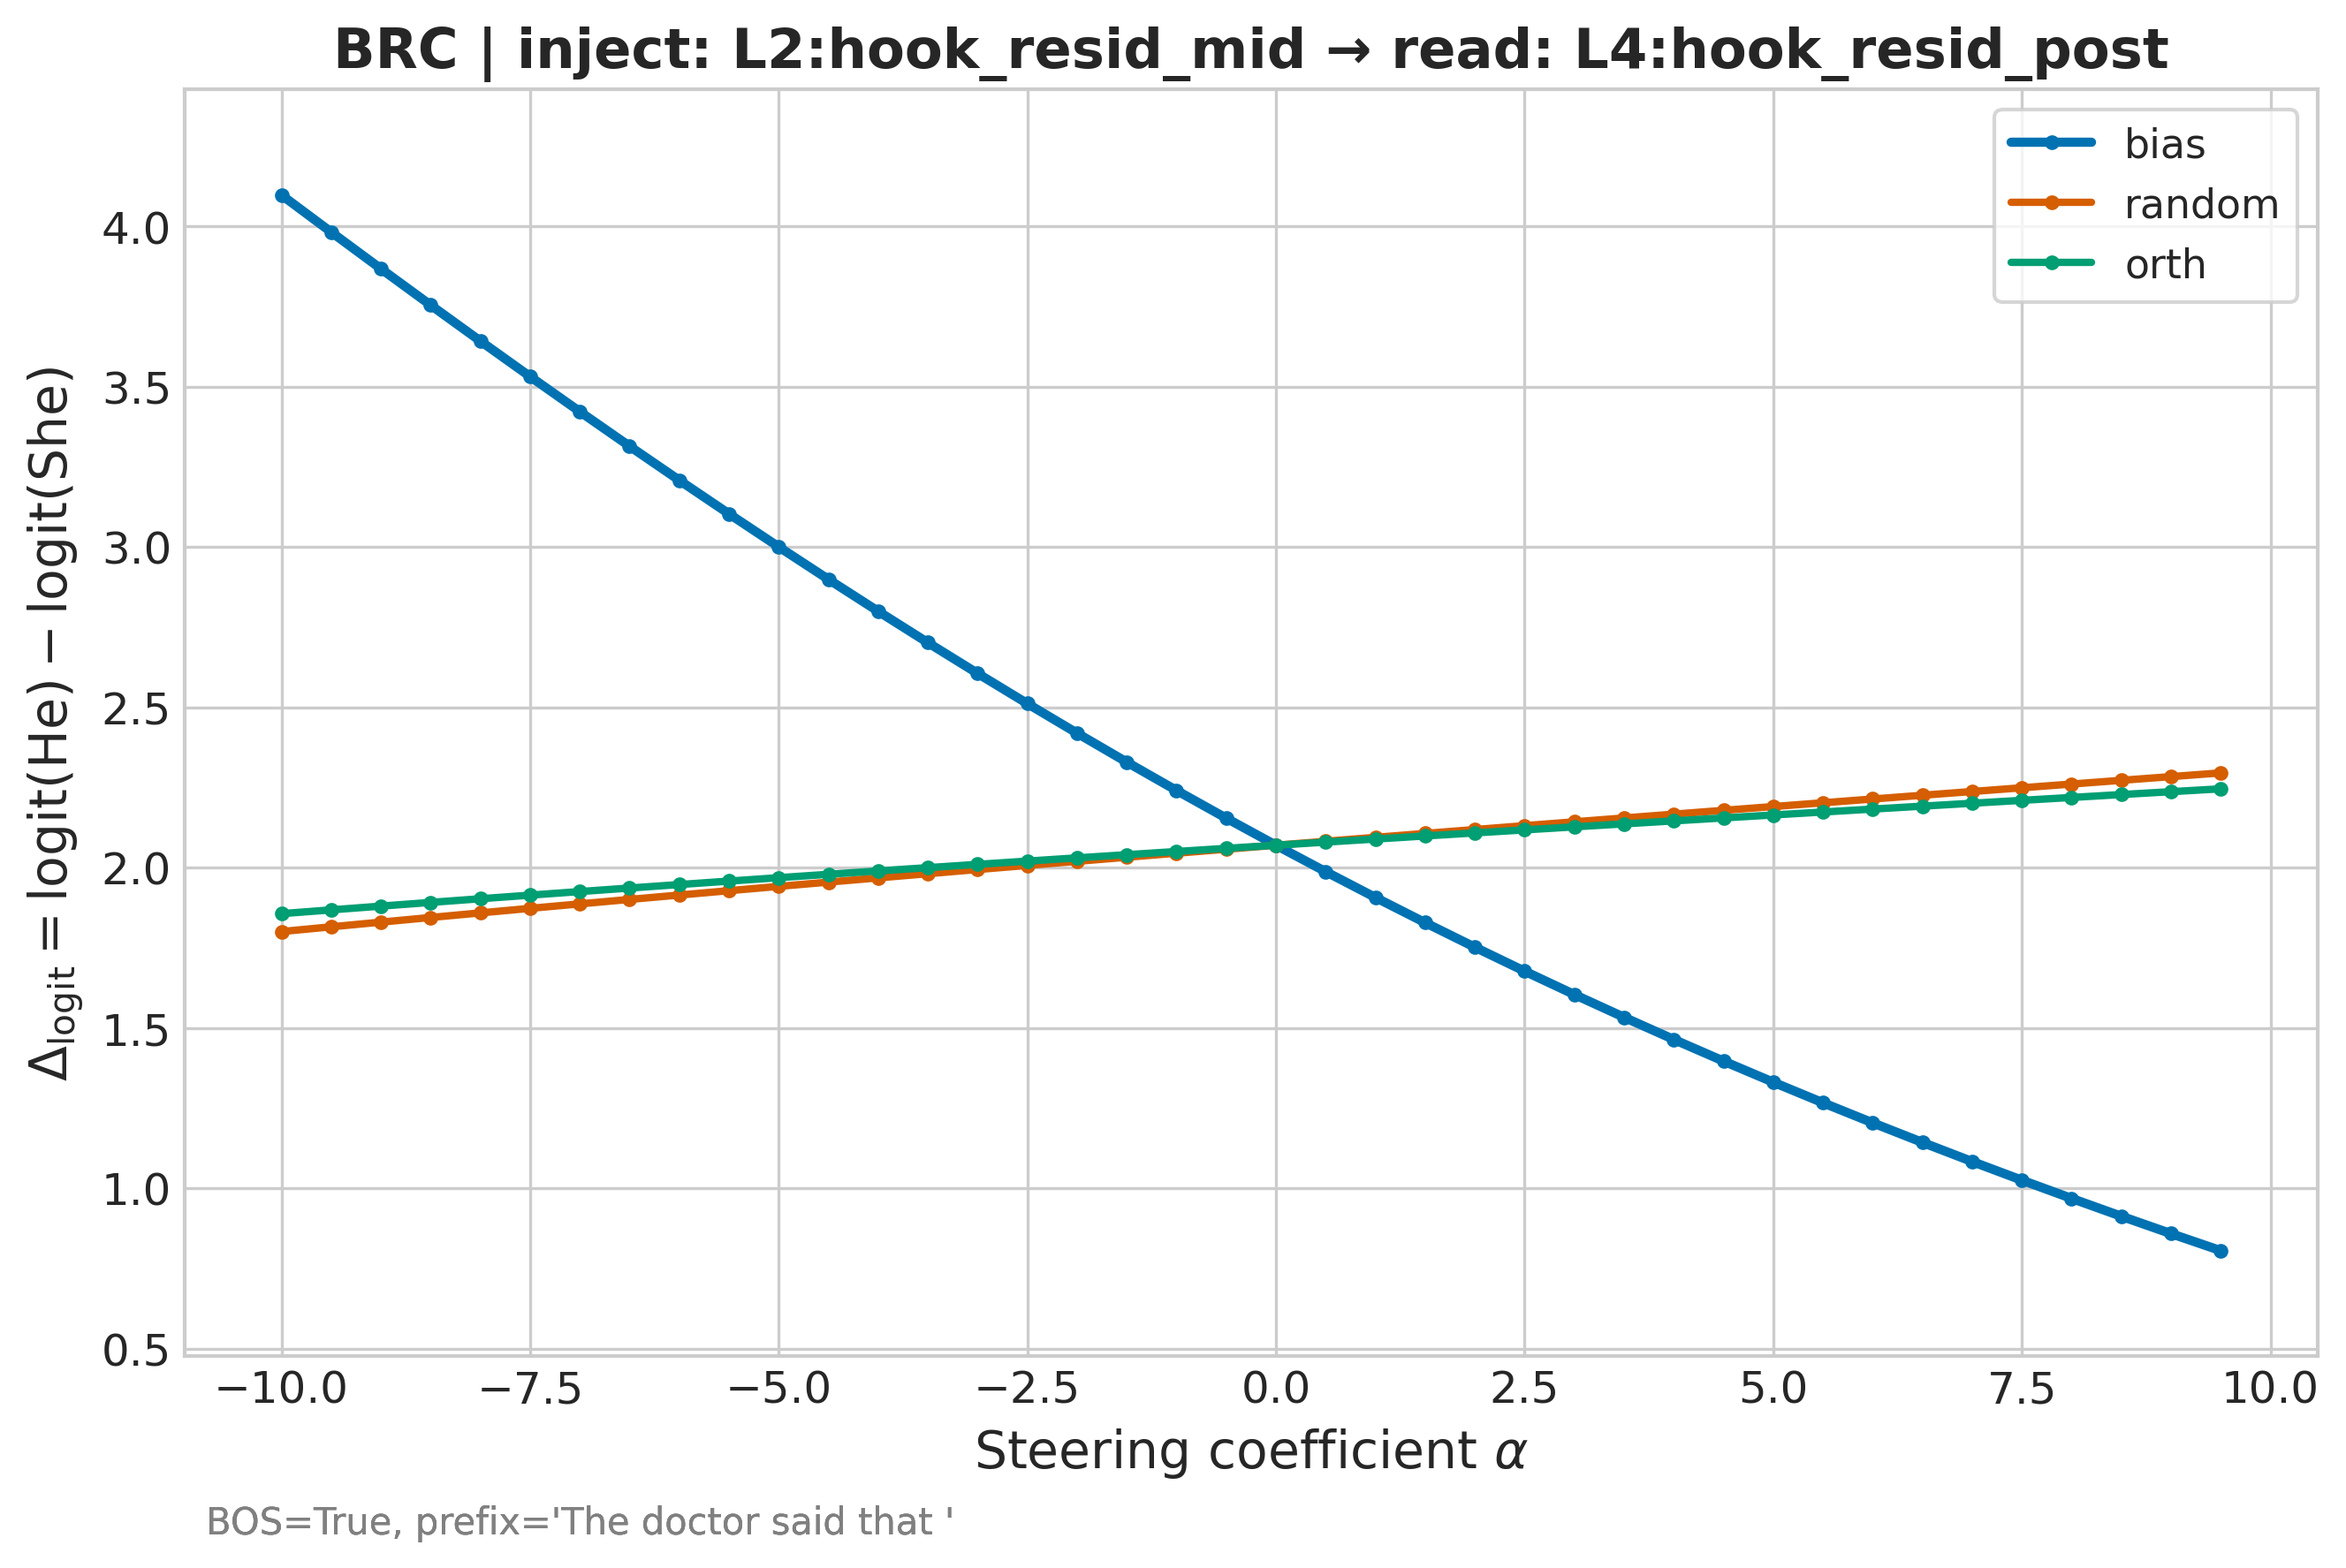 BRC | inject: L2:hook_resid_mid → read: L4:hook_resid_post
bias
random
orth
Δlogit = logit(He) − logit(She)
4.0
3.5
3.0
2.5
2.0
1.5
1.0
0.5
−10.0 −7.5 −5.0 −2.5 0.0 2.5 5.0 7.5 10.0
Steering coefficient α
BOS=True, prefix='The doctor said that '